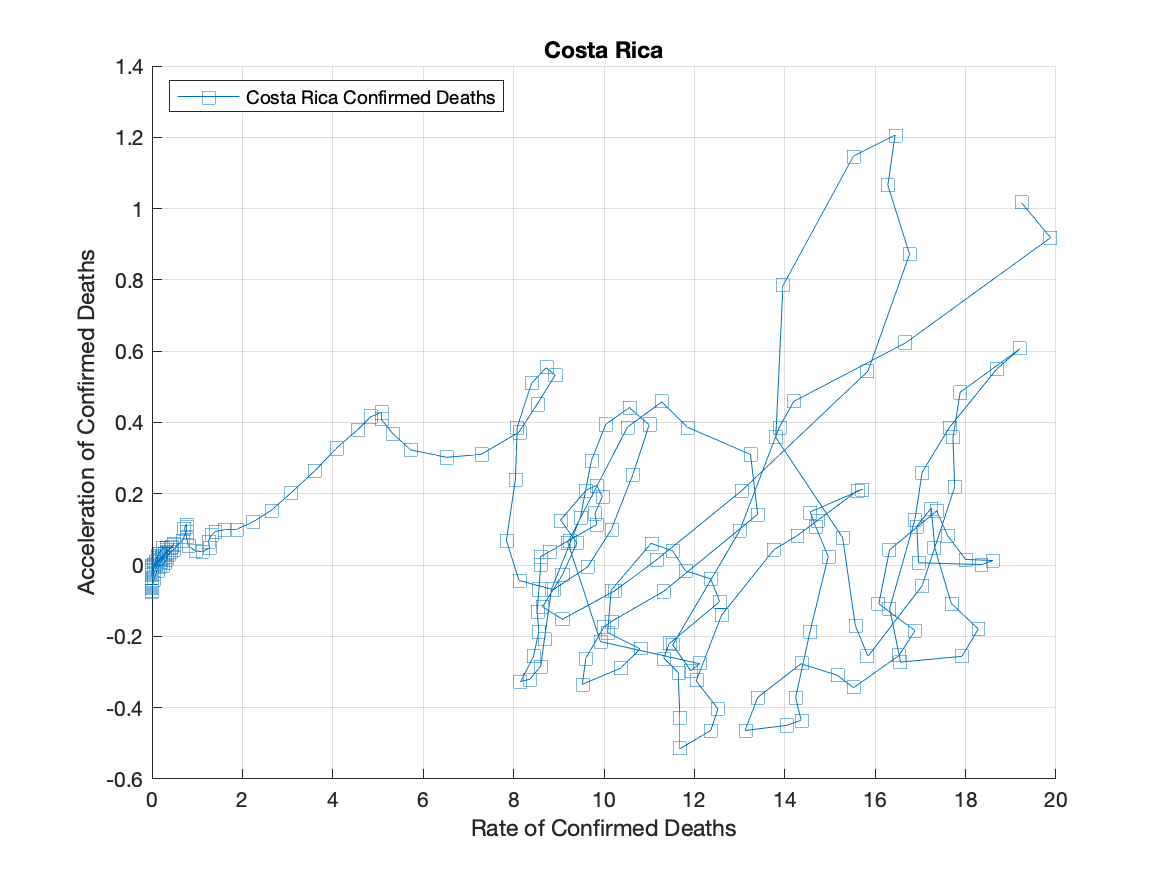 Costa Rica
Costa Rica Confirmed Deaths
1.4
1.2
1
0.8
0.6
0.4
0.2
0
-0.2
-0.4
-0.6
Acceleration of Confirmed Deaths
0 2 4 6 8 10 12 14 16 18 20
Rate of Confirmed Deaths